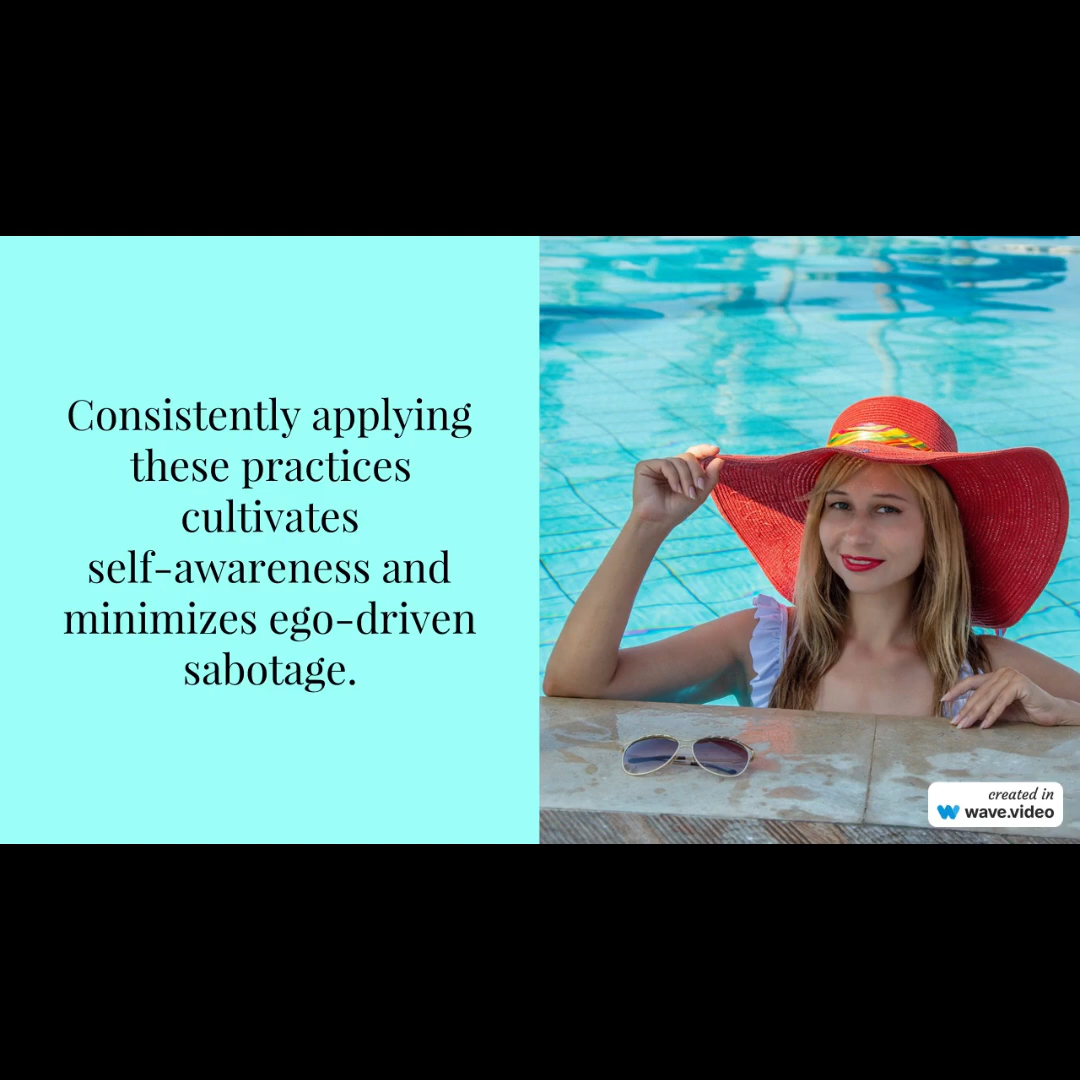 Consistently applying
these practices
cultivates
self-awareness and
minimizes ego-driven
sabotage.
created in
wave.video